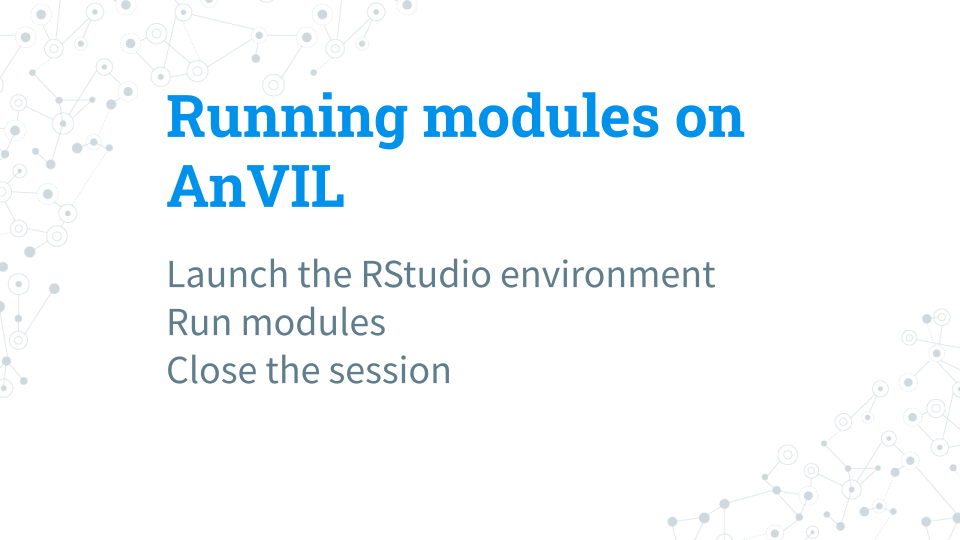 Running modules on
AnVIL
Launch the RStudio environment
Run modules
Close the session